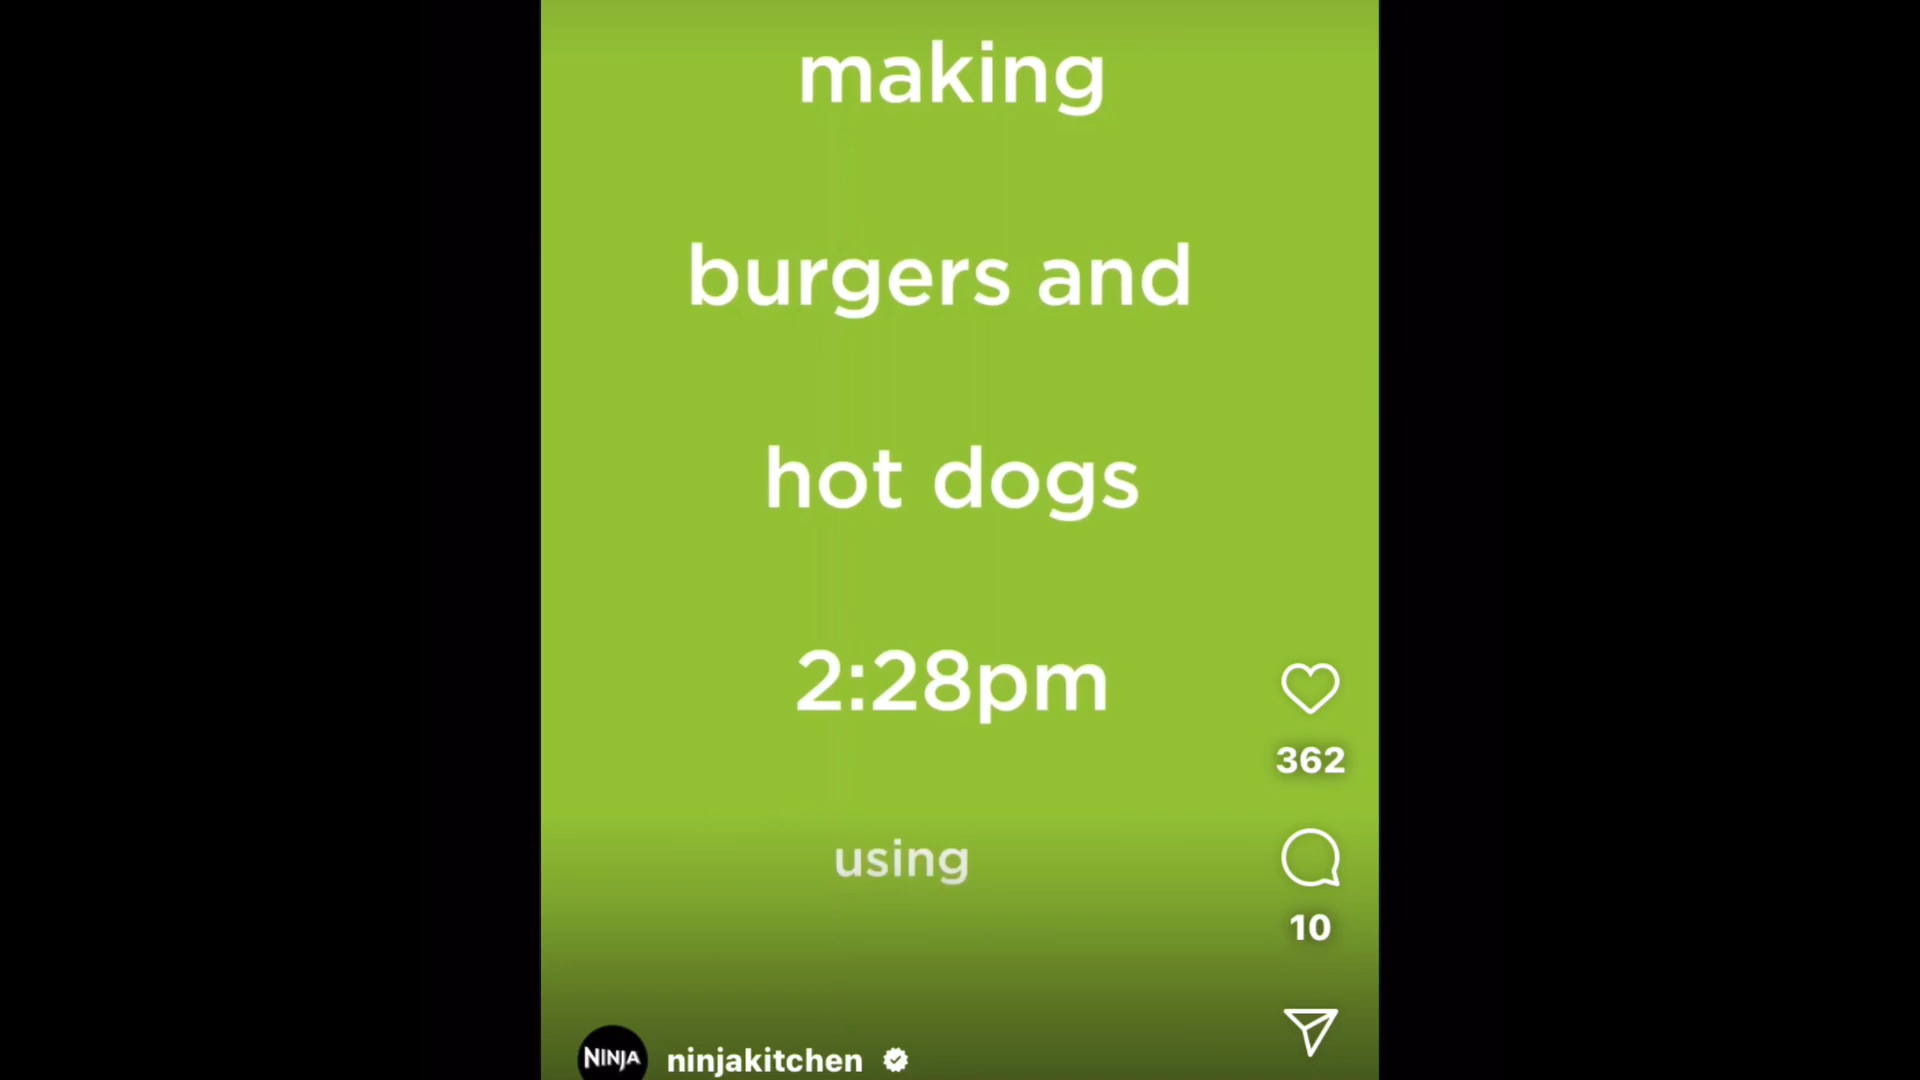 making
burgers and
hot dogs
2:28pm
362
using
10
NINJA ninjakitchen